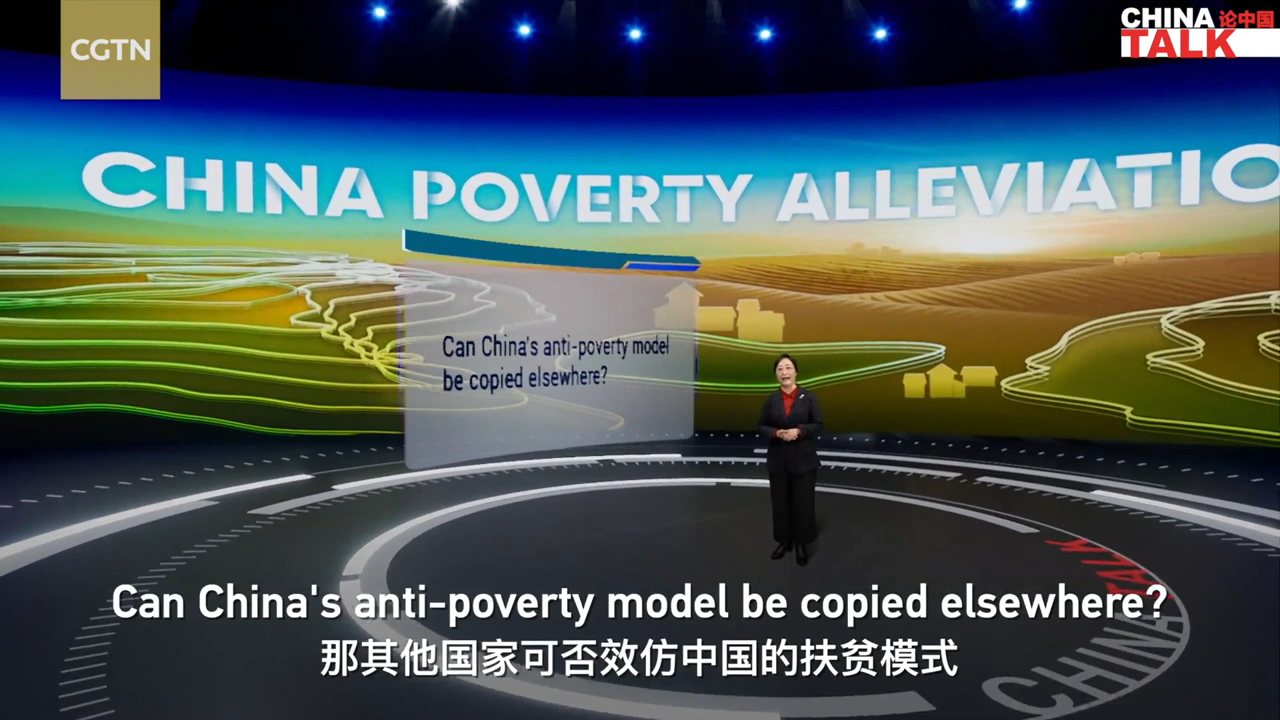 CGTN
CHINA 论中国
TALK
CHINA POVERTY ALLEVIATIO
Can China's anti-poverty model
be copied elsewhere?
TALK
CHINA
Can China's anti-poverty model be copied elsewhere?
那其他国家可否效仿中国的扶贫模式